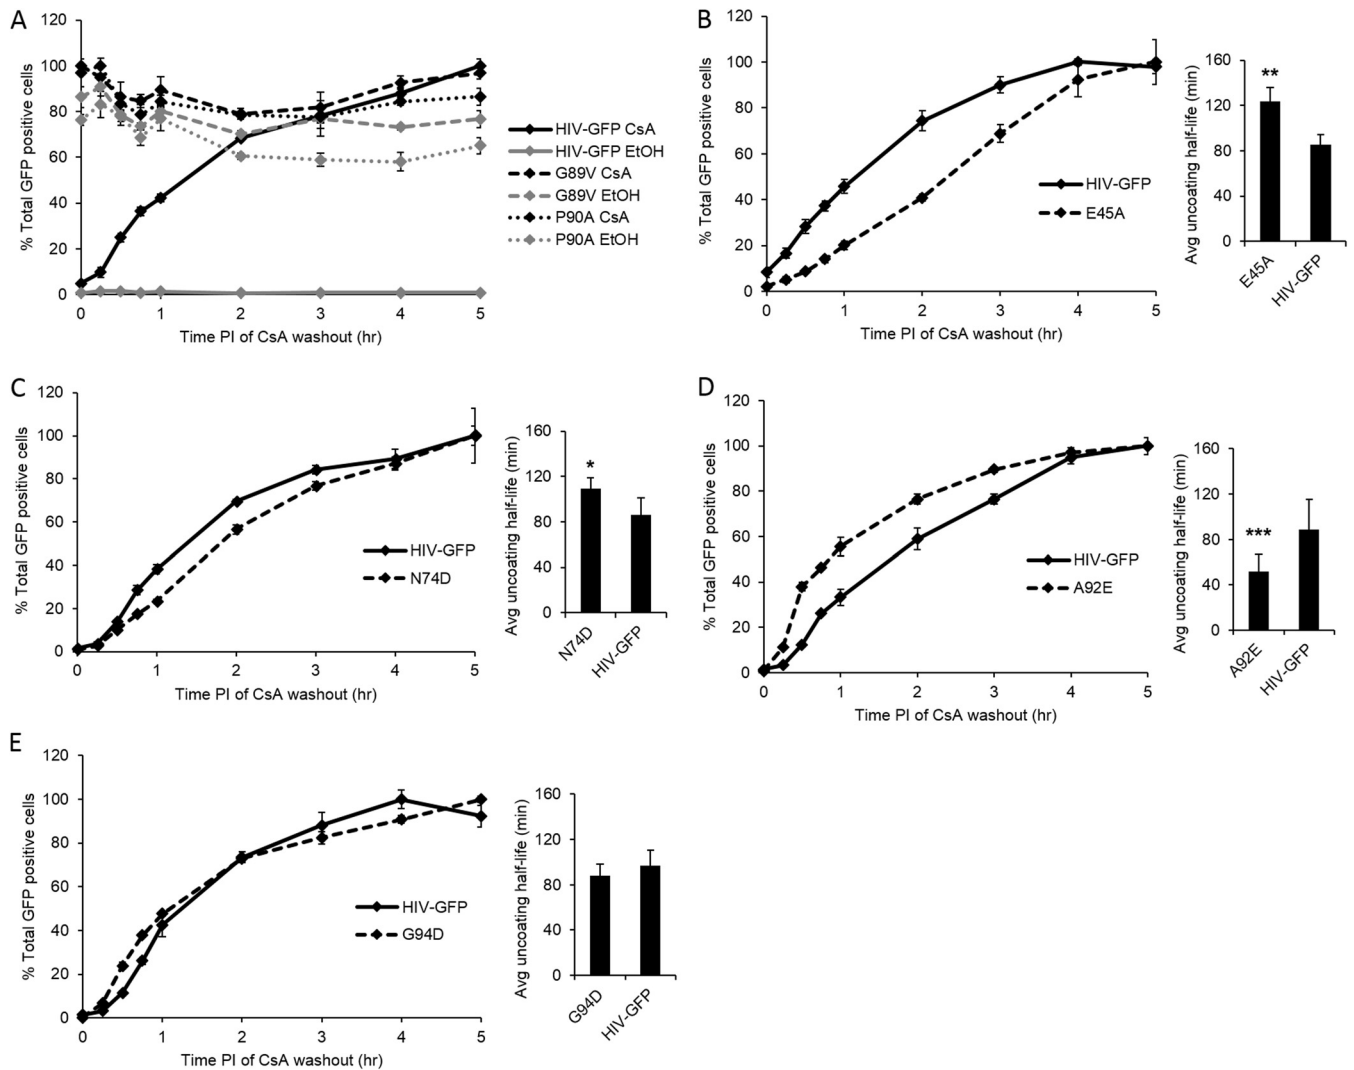 A
% Total GFP positive cells
120
100
80
60
40
20
0
0 1 2 3 4 5
Time PI of CsA washout (hr)
HIV-GFP CsA
HIV-GFP EtOH
G89V CsA
G89V EtOH
P90A CsA
P90A EtOH
B
% Total GFP positive cells
120
100
80
60
40
20
0
0 1 2 3 4 5
Time PI of CsA washout (hr)
HIV-GFP
E45A
Avg uncoating half-life (min)
160
120
80
40
0
**
E45A
HIV-GFP
C
% Total GFP positive cells
120
100
80
60
40
20
0
0 1 2 3 4 5
Time PI of CsA washout (hr)
HIV-GFP
N74D
Avg uncoating half-life (min)
160
120
80
40
0
*
N74D
HIV-GFP
D
% Total GFP positive cells
120
100
80
60
40
20
0
0 1 2 3 4 5
Time PI of CsA washout (hr)
HIV-GFP
A92E
Avg uncoating half-life (min)
160
120
80
40
0
***
A92E
HIV-GFP
E
% Total GFP positive cells
120
100
80
60
40
20
0
0 1 2 3 4 5
Time PI of CsA washout (hr)
HIV-GFP
G94D
Avg uncoating half-life (min)
160
120
80
40
0
G94D
HIV-GFP